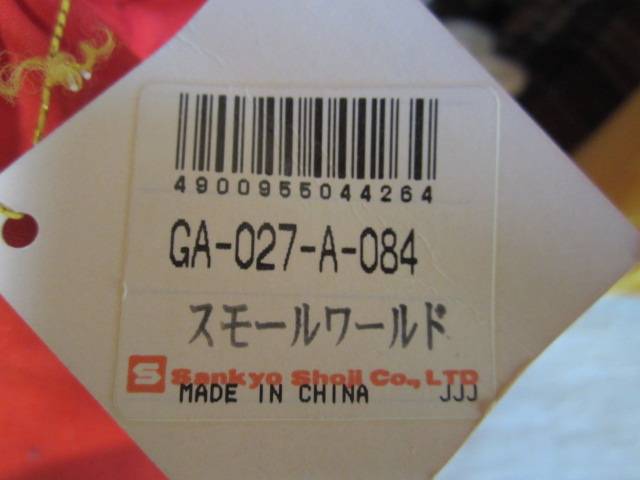 4900955044264
GA-027-A-084
スモールワールド
S Sankyo Shoji Co., LTD
MADE IN CHINA JJJ